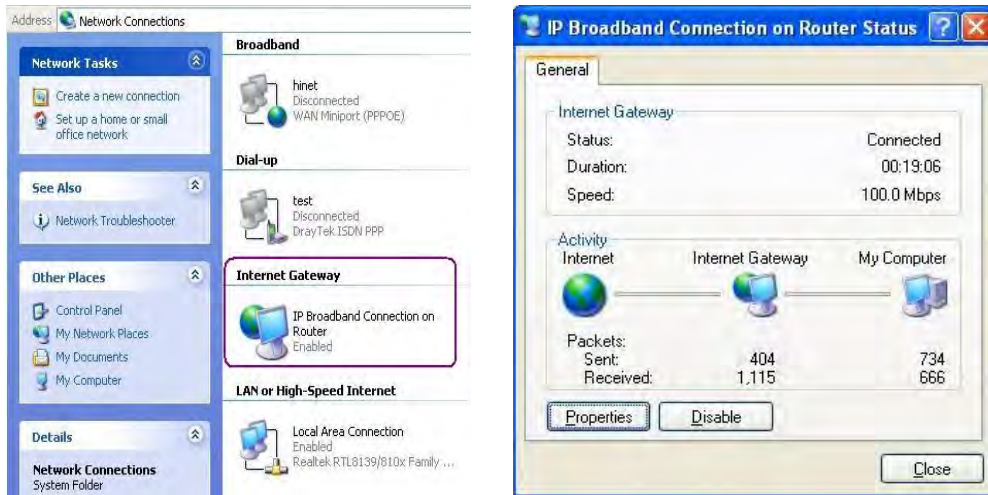 Address Network Connections
Network Tasks
Create a new connection
Set up a home or small
office network
See Also
Network Troubleshooter
Other Places
Control Panel
My Network Places
My Documents
My Computer
Details
Network Connections
System Folder
Broadband
hinet
Disconnected
WAN Miniport (PPPOE)
Dial-up
test
Disconnected
DrayTek ISDN PPP
Internet Gateway
IP Broadband Connection on
Router
Enabled
LAN or High-Speed Internet
Local Area Connection
Enabled
Realtek RTL8139/810x Family ...
IP Broadband Connection on Router Status
General
Internet Gateway
Status: Connected
Duration: 00:19:06
Speed: 100.0 Mbps
Activity
Internet Internet Gateway My Computer
Packets:
Sent: 404 734
Received: 1,115 666
Properties Disable
Close